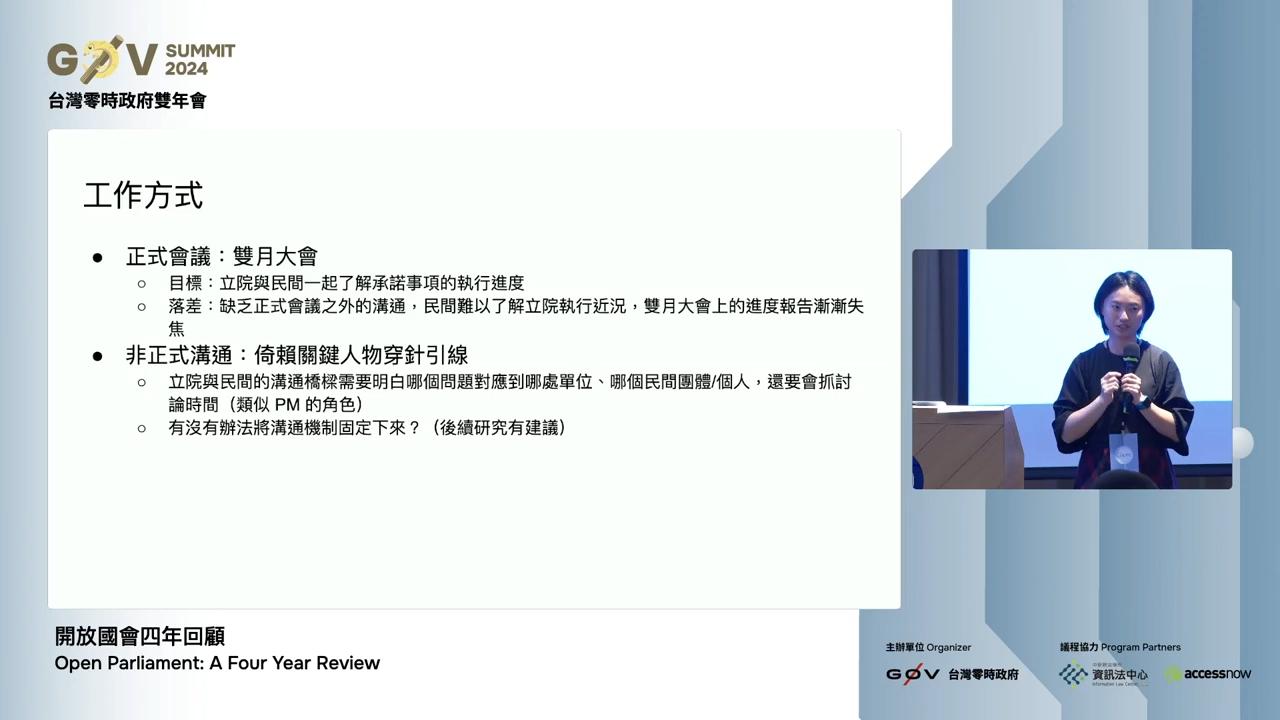 G0V SUMMIT 2024
台灣零時政府雙年會
工作方式
● 正式會議：雙月大會
○ 目標：立院與民間一起了解承諾事項的執行進度
○ 落差：缺乏正式會議之外的溝通，民間難以了解立院執行近況，雙月大會上的進度報告漸漸失
焦
● 非正式溝通：倚賴關鍵人物穿針引線
○ 立院與民間的溝通橋樑需要明白哪個問題對應到哪處單位、哪個民間團體/個人，還要會抓討
論時間（類似 PM 的角色）
○ 有沒有辦法將溝通機制固定下來？（後續研究有建議）
開放國會四年回顧
Open Parliament: A Four Year Review
主辦單位 Organizer
G0V 台灣零時政府
議程協力 Program Partners
資訊法中心
Information Law Center
accessnow